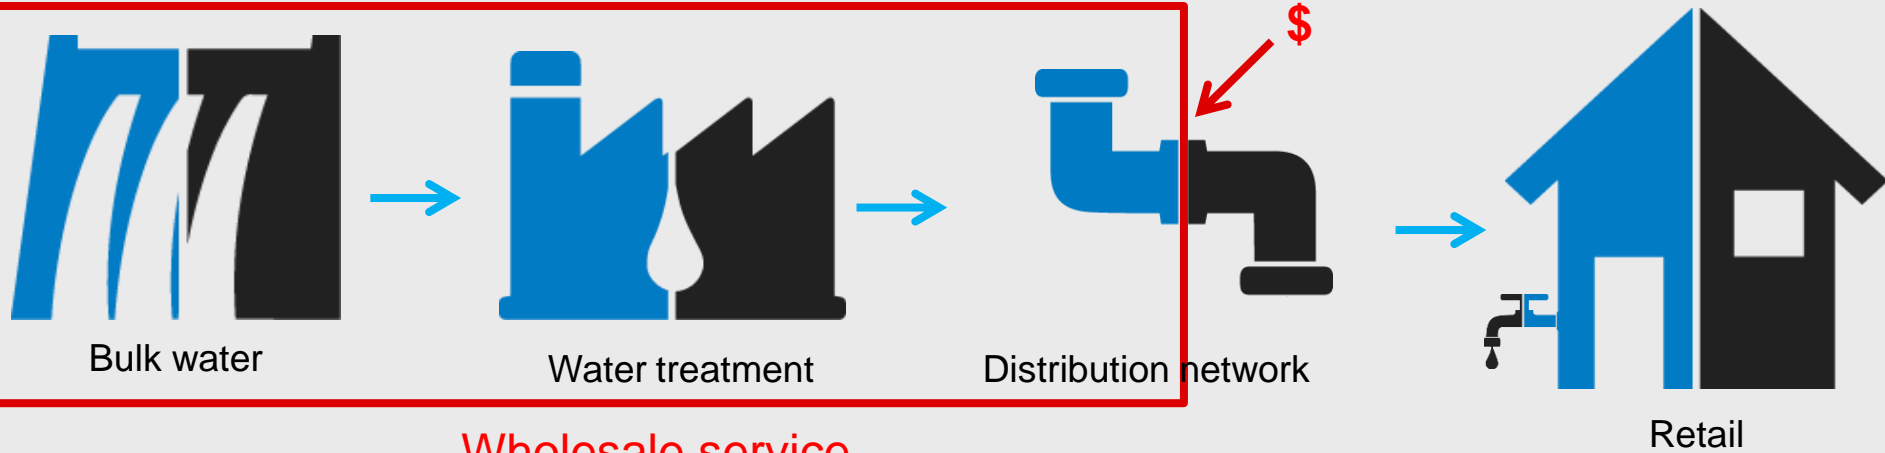 $
Bulk water
Water treatment
Distribution network
Retail
Wholesale service